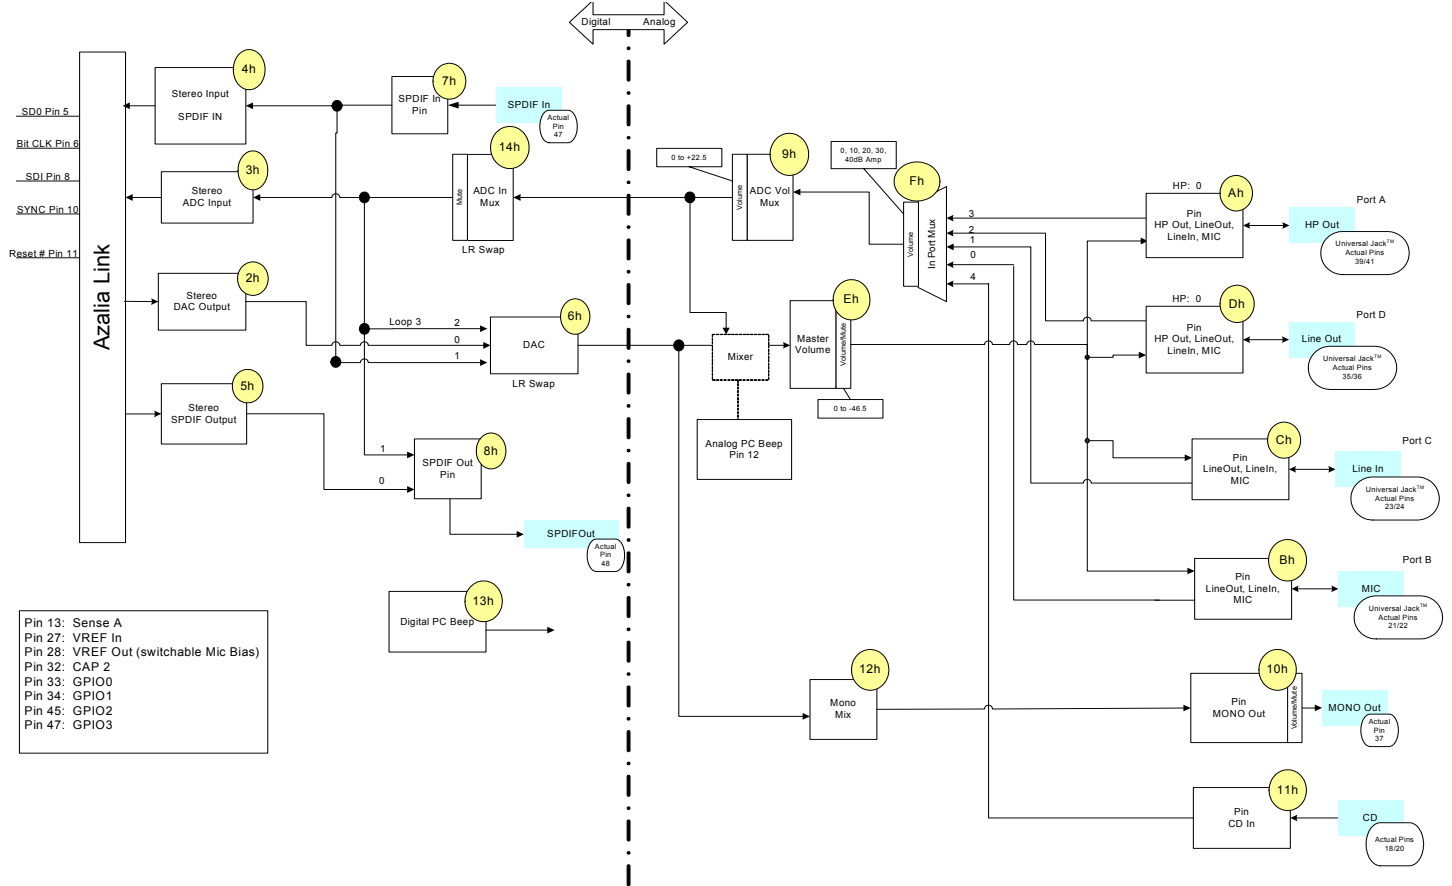 Digital Analog
4h
Stereo Input
SPDIF IN
7h
SPDIF In
Pin
SPDIF In
Actual
Pin
47
SD0 Pin 5
Bit CLK Pin 6
SDI Pin 8
SYNC Pin 10
Reset # Pin 11
Azalia Link
3h
Stereo
ADC Input
14h
Mute
ADC In
Mux
LR Swap
0 to +22.5
9h
Volume
ADC Vol
Mux
0, 10, 20, 30,
40dB Amp
Fh
Volume
In Port Mux
3
2
1
0
4
HP: 0
Ah
Pin
HP Out, LineOut,
LineIn, MIC
Port A
HP Out
Universal Jack™
Actual Pins
39/41
2h
Stereo
DAC Output
Loop 3
2
0
1
6h
DAC
LR Swap
Mixer
Eh
Master
Volume
Volume/Mute
0 to -46.5
Analog PC Beep
Pin 12
HP: 0
Dh
Pin
HP Out, LineOut,
LineIn, MIC
Port D
Line Out
Universal Jack™
Actual Pins
35/36
5h
Stereo
SPDIF Output
1
0
8h
SPDIF Out
Pin
SPDIFOut
Actual
Pin
48
Ch
Pin
LineOut, LineIn,
MIC
Port C
Line In
Universal Jack™
Actual Pins
23/24
Bh
Pin
LineOut, LineIn,
MIC
Port B
MIC
Universal Jack™
Actual Pins
21/22
13h
Digital PC Beep
Pin 13: Sense A
Pin 27: VREF In
Pin 28: VREF Out (switchable Mic Bias)
Pin 32: CAP 2
Pin 33: GPIO0
Pin 34: GPIO1
Pin 45: GPIO2
Pin 47: GPIO3
12h
Mono
Mix
10h
Pin
MONO Out
Volume/Mute
MONO Out
Actual
Pin
37
11h
Pin
CD In
CD
Actual Pins
18/20